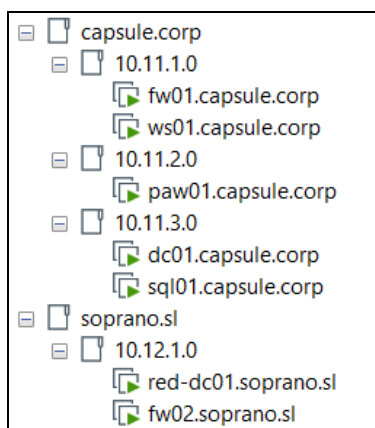 capsule.corp
10.11.1.0
fw01.capsule.corp
ws01.capsule.corp
10.11.2.0
paw01.capsule.corp
10.11.3.0
dc01.capsule.corp
sql01.capsule.corp
soprano.sl
10.12.1.0
red-dc01.soprano.sl
fw02.soprano.sl